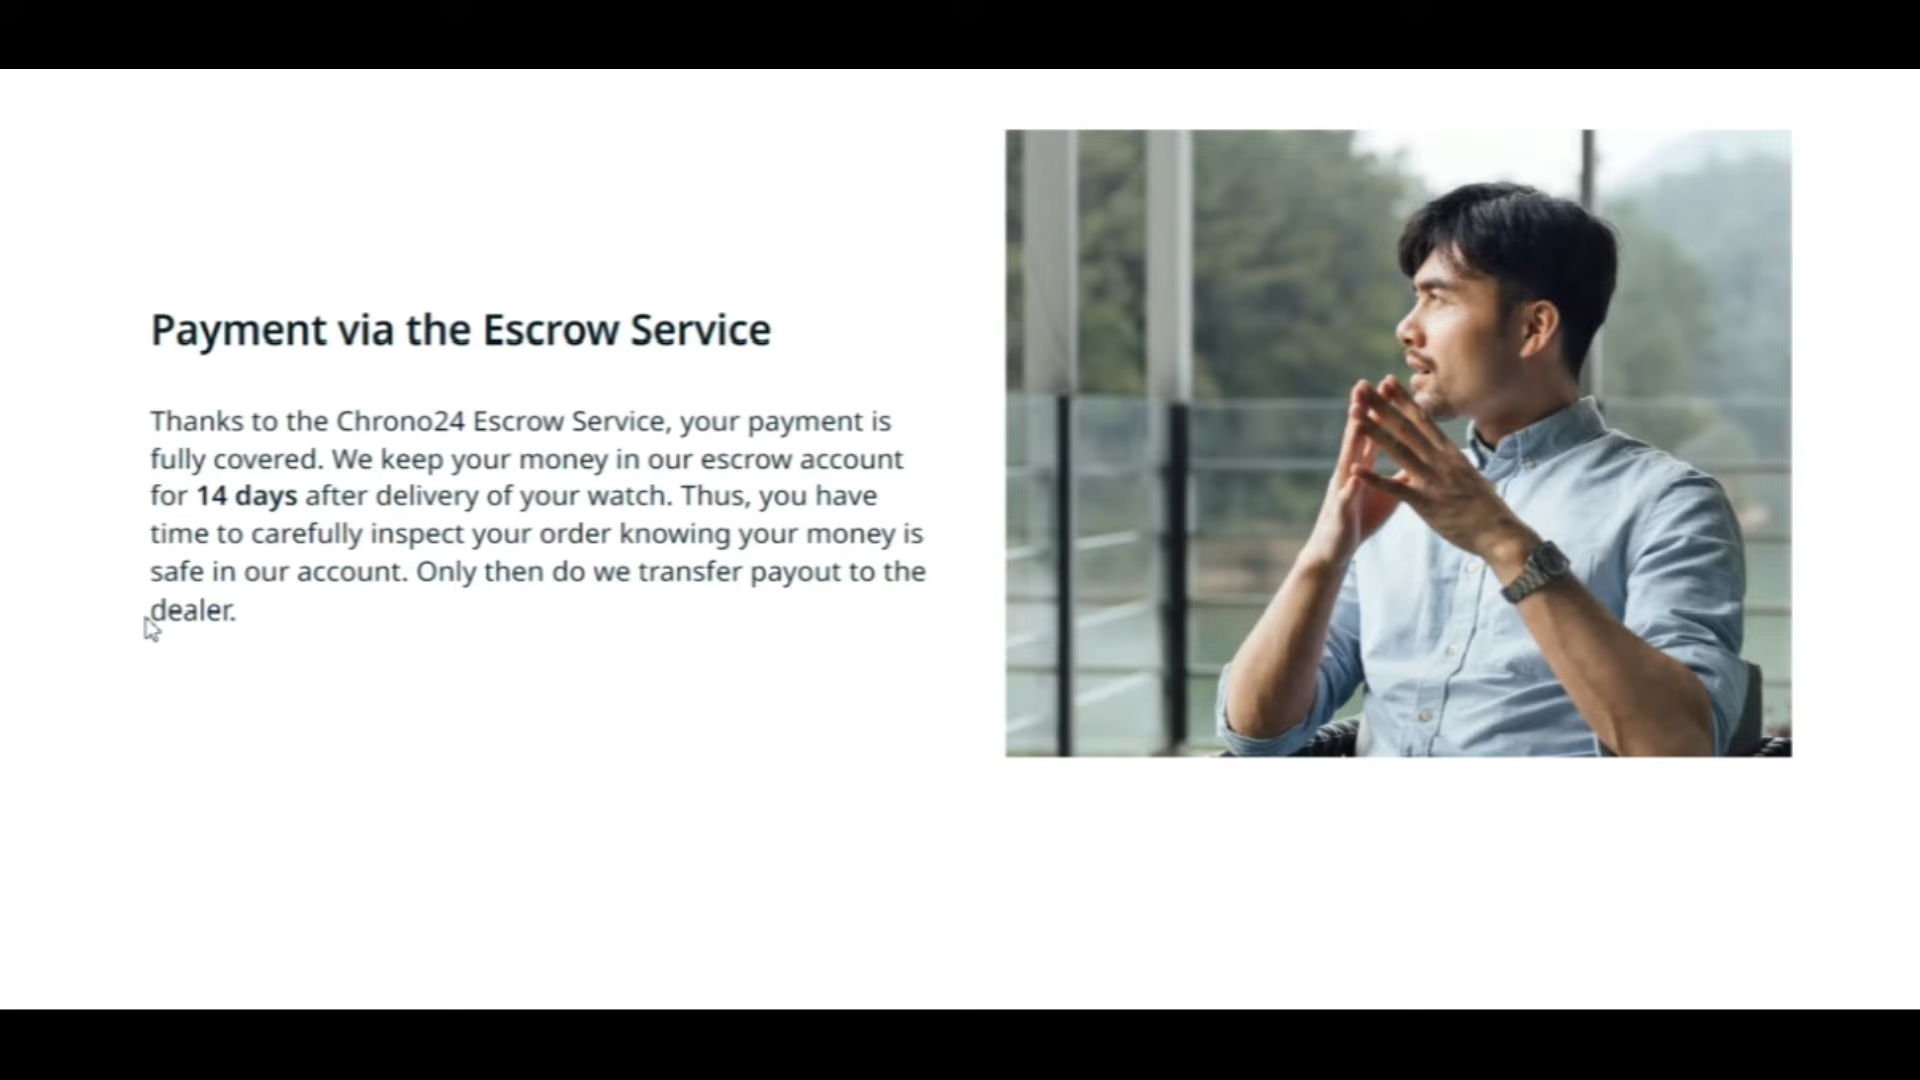 Payment via the Escrow Service
Thanks to the Chrono24 Escrow Service, your payment is
fully covered. We keep your money in our escrow account
for 14 days after delivery of your watch. Thus, you have
time to carefully inspect your order knowing your money is
safe in our account. Only then do we transfer payout to the
dealer.